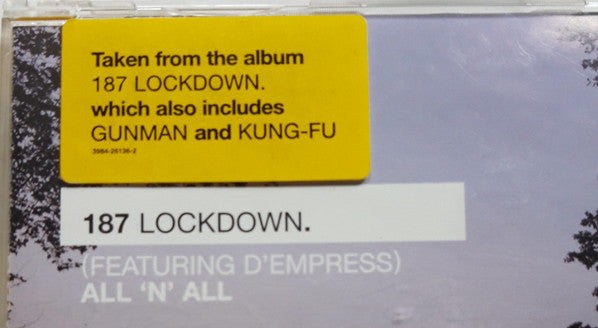 Taken from the album
187 LOCKDOWN.
which also includes
GUNMAN and KUNG-FU
3984-25136-2
187 LOCKDOWN.
(FEATURING D'EMPRESS)
ALL 'N' ALL